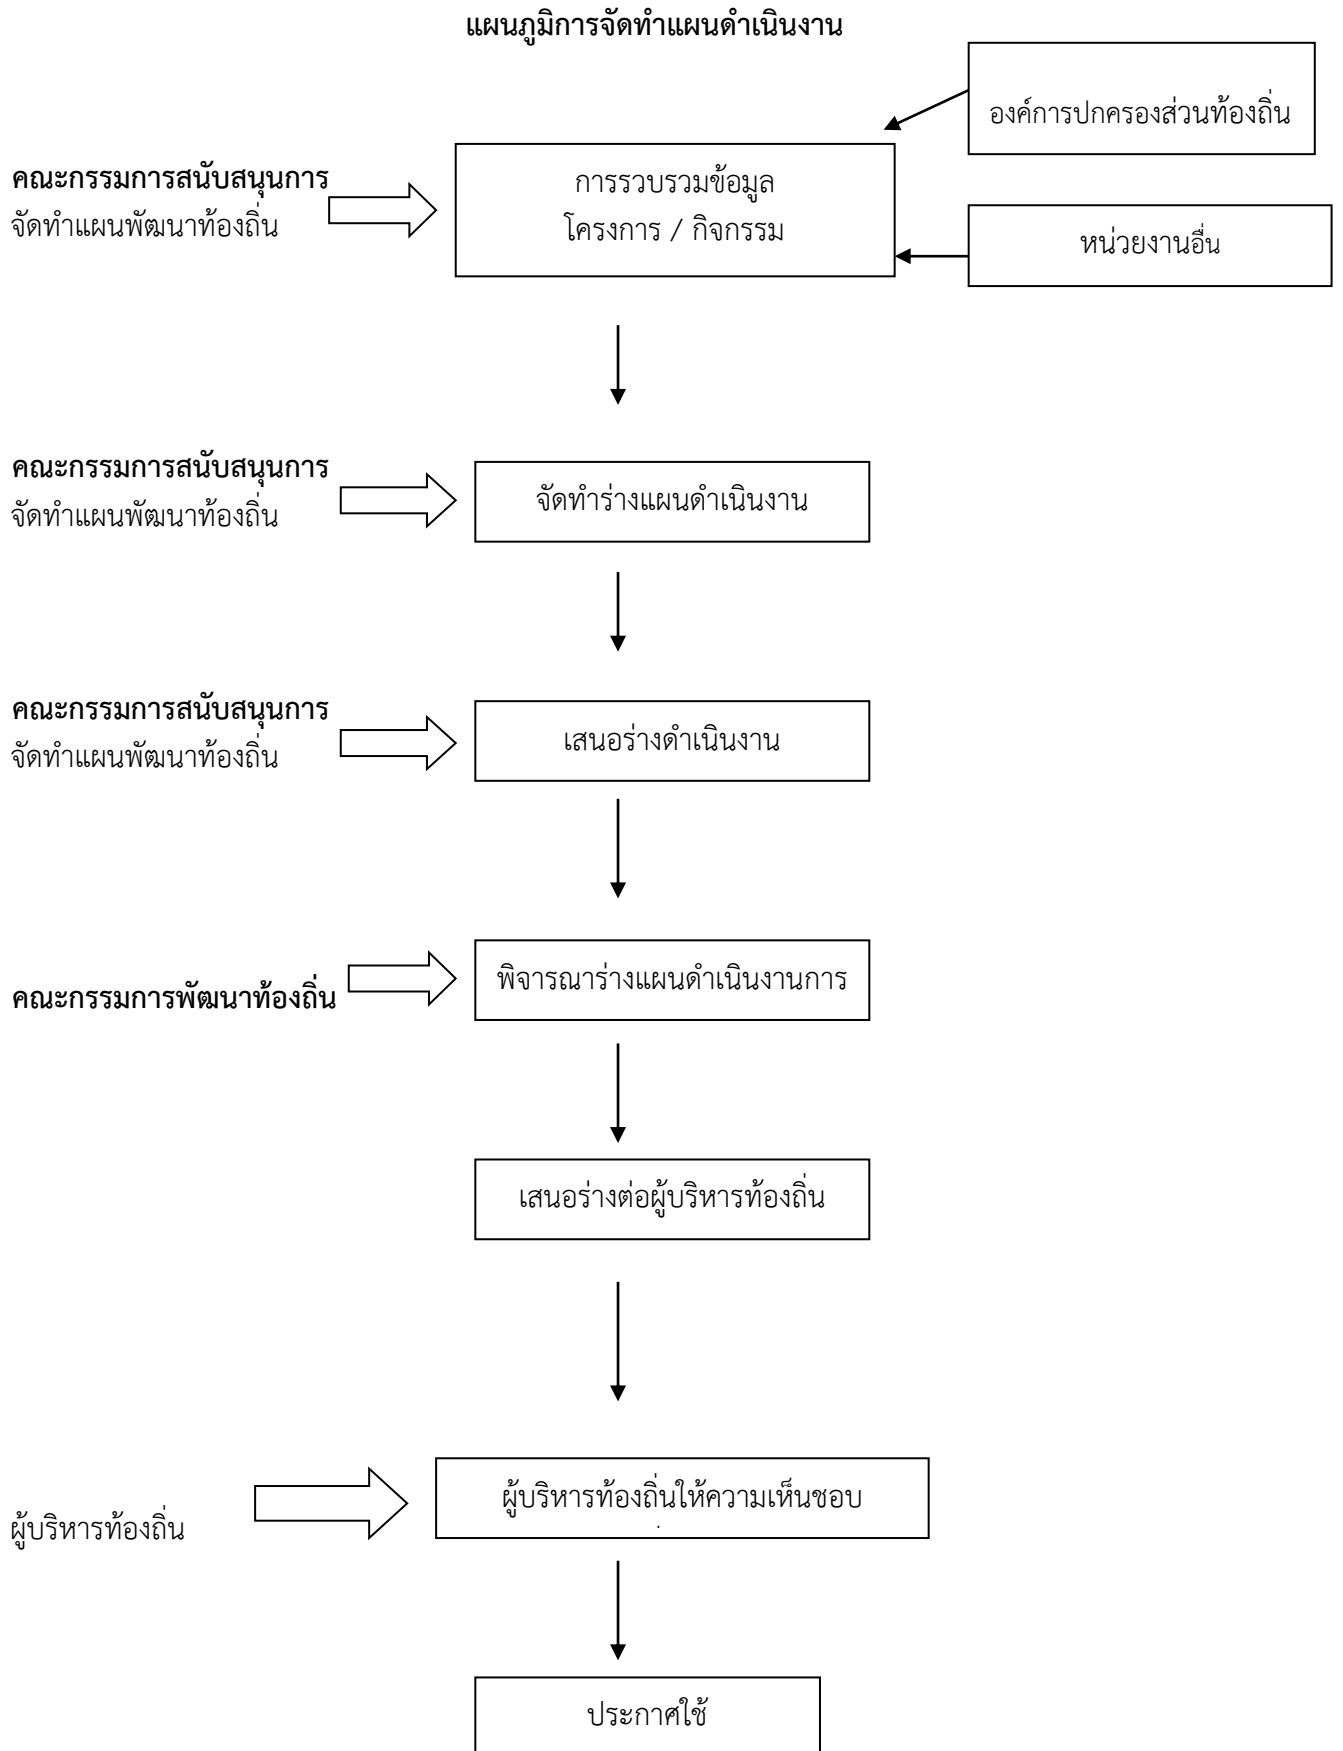 แผนภูมิการจัดทำแผนดำเนินงาน
องค์การปกครองส่วนท้องถิ่น
คณะกรรมการสนับสนุนการ
จัดทำแผนพัฒนาท้องถิ่น
การรวบรวมข้อมูล
โครงการ / กิจกรรม
หน่วยงานอื่น
คณะกรรมการสนับสนุนการ
จัดทำแผนพัฒนาท้องถิ่น
จัดทำร่างแผนดำเนินงาน
คณะกรรมการสนับสนุนการ
จัดทำแผนพัฒนาท้องถิ่น
เสนอร่างดำเนินงาน
คณะกรรมการพัฒนาท้องถิ่น
พิจารณาร่างแผนดำเนินงานการ
เสนอร่างต่อผู้บริหารท้องถิ่น
ผู้บริหารท้องถิ่น
ผู้บริหารท้องถิ่นให้ความเห็นชอบ
ประกาศใช้